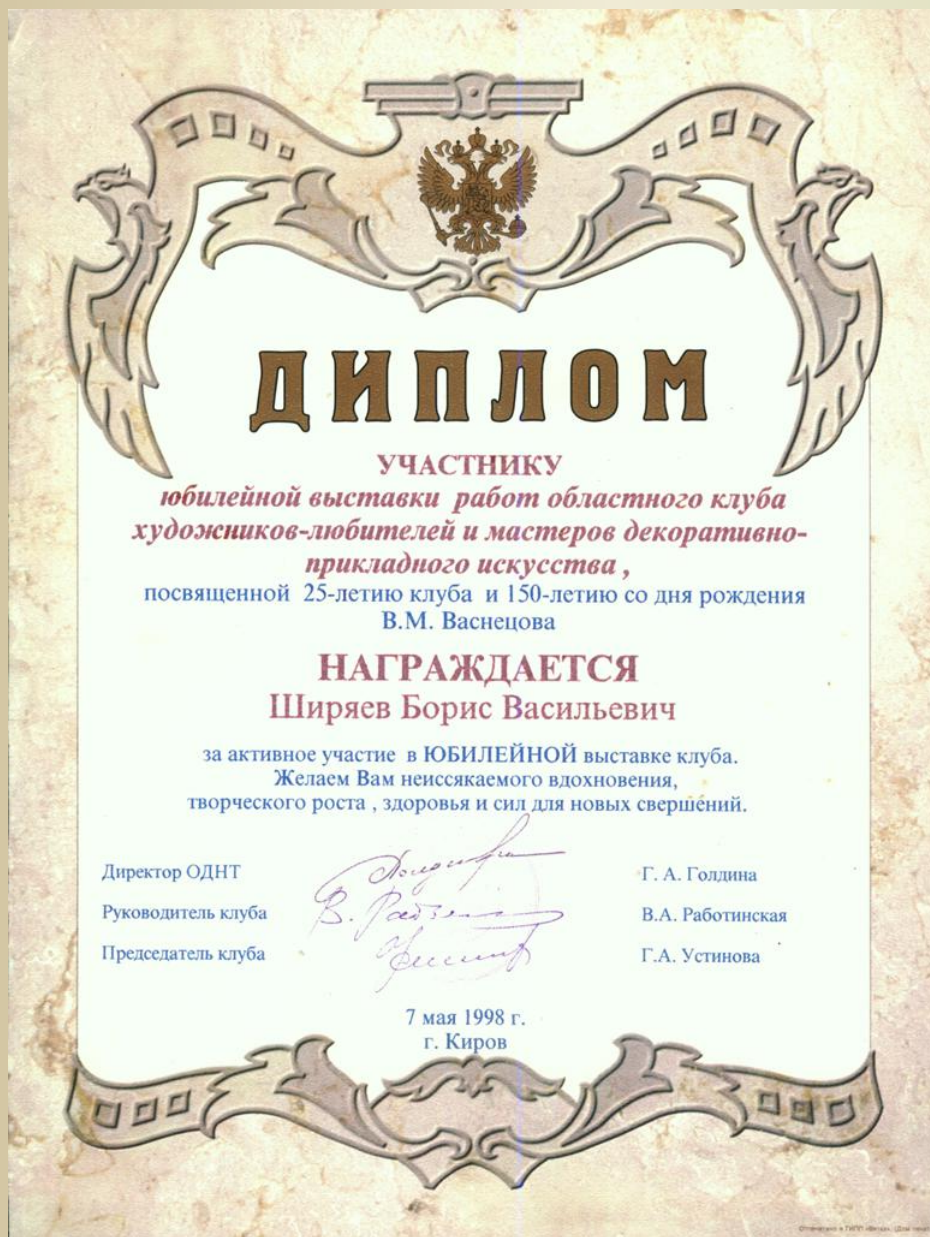 ДИПЛОМ
УЧАСТНИКУ
юбилейной выставки работ областного клуба
художников-любителей и мастеров декоративно-
прикладного искусства ,
посвященной 25-летию клуба и 150-летию со дня рождения
В.М. Васнецова
НАГРАЖДАЕТСЯ
Ширяев Борис Васильевич
за активное участие в ЮБИЛЕЙНОЙ выставке клуба.
Желаем Вам неиссякаемого вдохновения,
творческого роста , здоровья и сил для новых свершений.
Директор ОДНТ Г. А. Голдина
Руководитель клуба В.А. Работинская
Председатель клуба Г.А. Устинова
7 мая 1998 г.
г. Киров